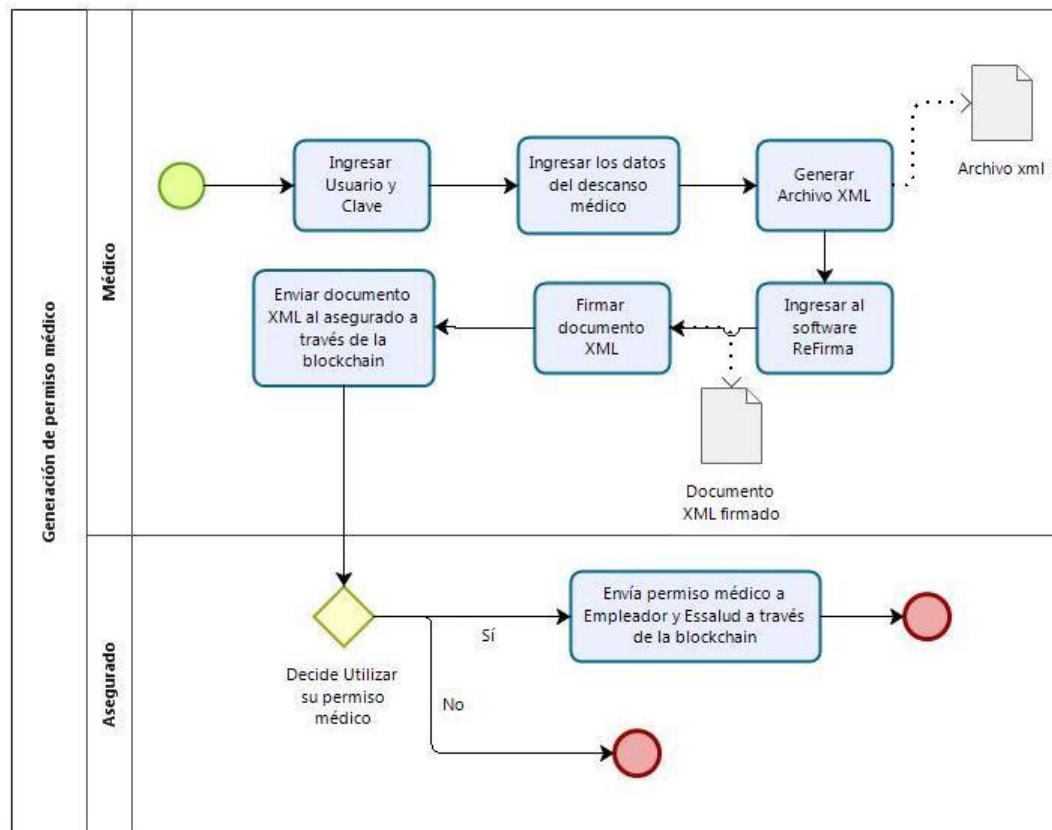 Generación de permiso médico
Médico
Ingresar
Usuario y
Clave
Ingresar los datos
del descanso
médico
Generar
Archivo XML
Archivo xml
Enviar documento
XML al asegurado a
través de la
blockchain
Firmar
documento
XML
Ingresar al
software
ReFirma
Documento
XML firmado
Asegurado
Decide Utilizar
su permiso
médico
Sí
Envía permiso médico a
Empleador y Essalud a través
de la blockchain
No